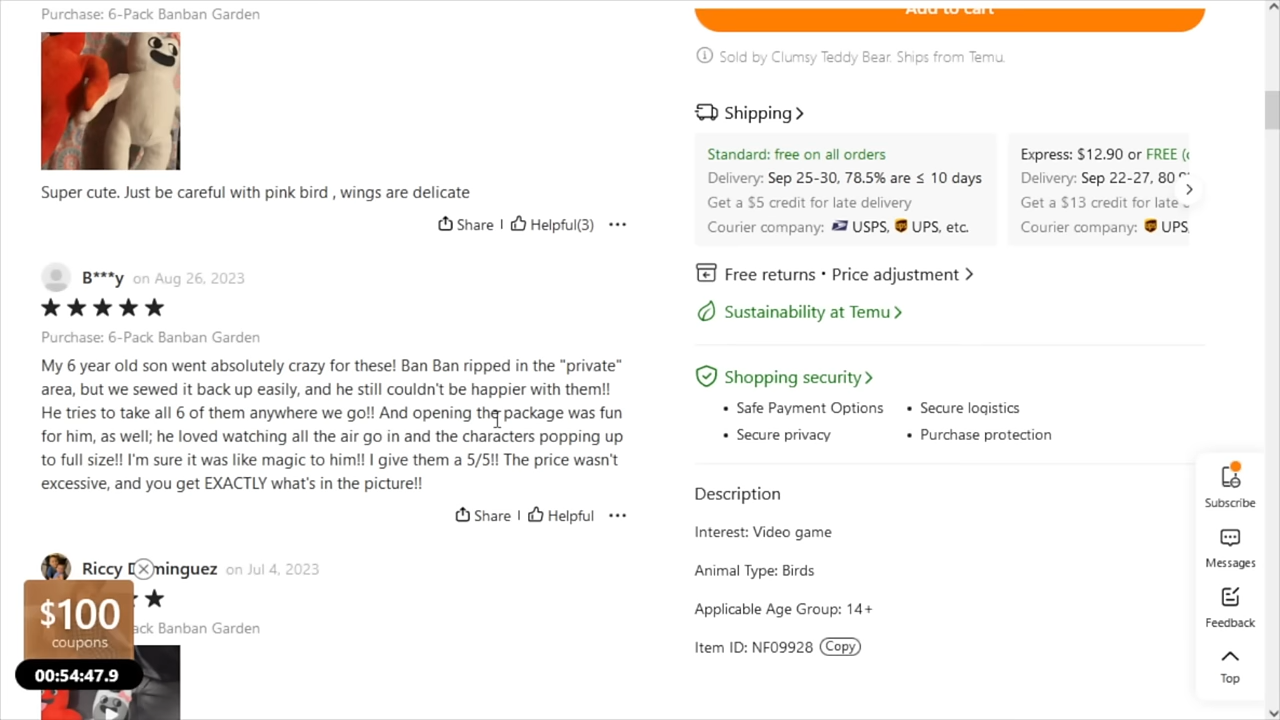 Purchase: 6-Pack Banban Garden
Super cute. Just be careful with pink bird , wings are delicate
Share
Helpful(3)
B***y on Aug 26, 2023
Purchase: 6-Pack Banban Garden
My 6 year old son went absolutely crazy for these! Ban Ban ripped in the "private"
area, but we sewed it back up easily, and he still couldn't be happier with them!!
He tries to take all 6 of them anywhere we go!! And opening the package was fun
for him, as well; he loved watching all the air go in and the characters popping up
to full size!! I'm sure it was like magic to him!! I give them a 5/5!! The price wasn't
excessive, and you get EXACTLY what's in the picture!!
Share
Helpful
Riccy on Jul 4, 2023
Banban Garden
$100
coupons
00:54:47.9
Add to cart
Sold by Clumsy Teddy Bear. Ships from Temu.
Shipping
Standard: free on all orders
Delivery: Sep 25-30, 78.5% are ≤ 10 days
Get a $5 credit for late delivery
Courier company: USPS, UPS, etc.
Express: $12.90 or FREE
Delivery: Sep 22-27, 80
Get a $13 credit for late
Courier company: UPS,
Free returns · Price adjustment
Sustainability at Temu
Shopping security
• Safe Payment Options
• Secure logistics
• Secure privacy
• Purchase protection
Description
Interest: Video game
Animal Type: Birds
Applicable Age Group: 14+
Item ID: NF09928 Copy
Subscribe
Messages
Feedback
Top